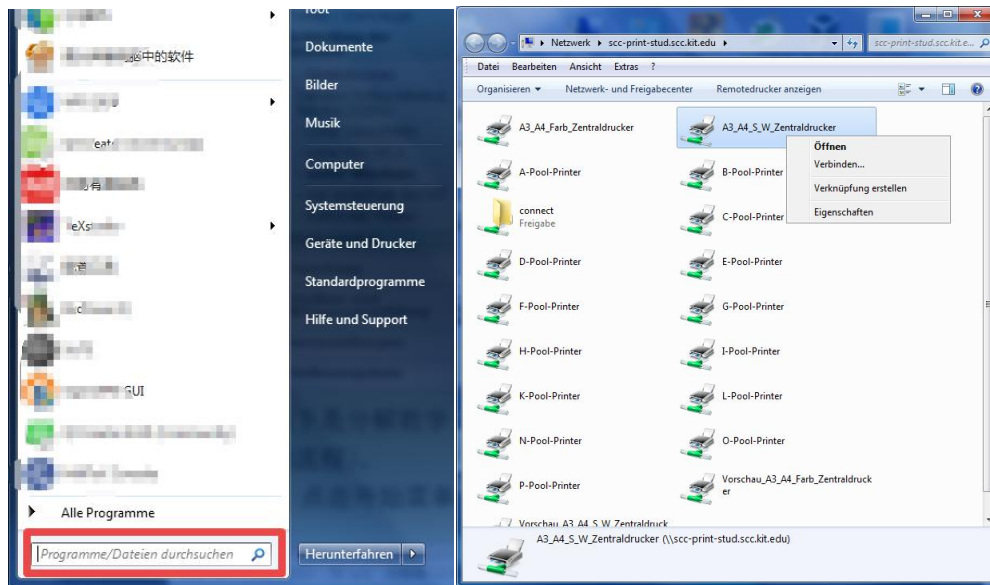 root
中的软件
Dokumente
Bilder
Musik
Computer
Systemsteuerung
Geräte und Drucker
Standardprogramme
Hilfe und Support
GUI
Alle Programme
Programme/Dateien durchsuchen
Herunterfahren
Netzwerk ▸ scc-print-stud.scc.kit.edu ▸
scc-print-stud.scc.kit.e...
Datei Bearbeiten Ansicht Extras ?
Organisieren ▾ Netzwerk- und Freigabecenter Remotedrucker anzeigen
A3_A4_Farb_Zentraldrucker
A3_A4_S_W_Zentraldrucker
Öffnen
Verbinden...
Verknüpfung erstellen
Eigenschaften
A-Pool-Printer
B-Pool-Printer
connect
Freigabe
C-Pool-Printer
D-Pool-Printer
E-Pool-Printer
F-Pool-Printer
G-Pool-Printer
H-Pool-Printer
I-Pool-Printer
K-Pool-Printer
L-Pool-Printer
N-Pool-Printer
O-Pool-Printer
P-Pool-Printer
Vorschau_A3_A4_Farb_Zentraldruck
er
Vorschau_A3_A4_S_W_Zentraldruck
A3_A4_S_W_Zentraldrucker (\\scc-print-stud.scc.kit.edu)